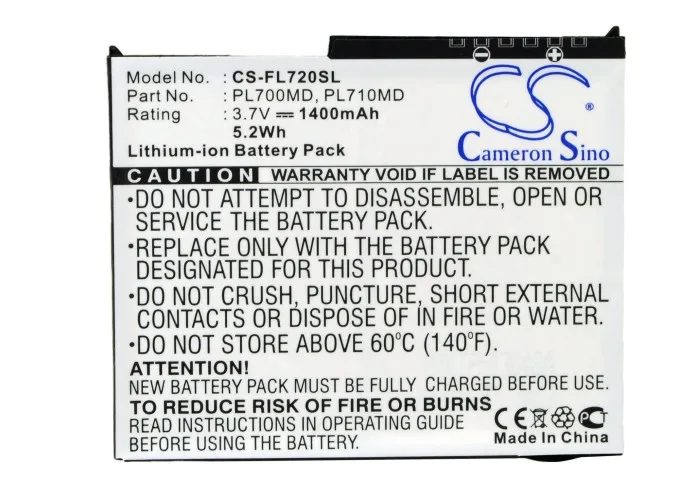 Model No. : CS-FL720SL
Part No. : PL700MD, PL710MD
Rating : 3.7V 1400mAh
5.2Wh
Lithium-ion Battery Pack
CS
®
Cameron Sino
CAUTION WARRANTY VOID IF LABEL IS REMOVED
•DO NOT ATTEMPT TO DISASSEMBLE, OPEN OR
SERVICE THE BATTERY PACK.
•REPLACE ONLY WITH THE BATTERY PACK
DESIGNATED FOR THIS PRODUCT.
•DO NOT CRUSH, PUNCTURE, SHORT EXTERNAL
CONTACTS OR DISPOSE OF IN FIRE OR WATER.
•DO NOT STORE ABOVE 60°C (140°F).
ATTENTION!
NEW BATTERY PACK MUST BE FULLY CHARGED BEFORE USE.
TO REDUCE RISK OF FIRE OR BURNS
READ INSTRUCTIONS IN OPERATING GUIDE
BEFORE USING BATTERY PACK.
CE PCT
Made In China